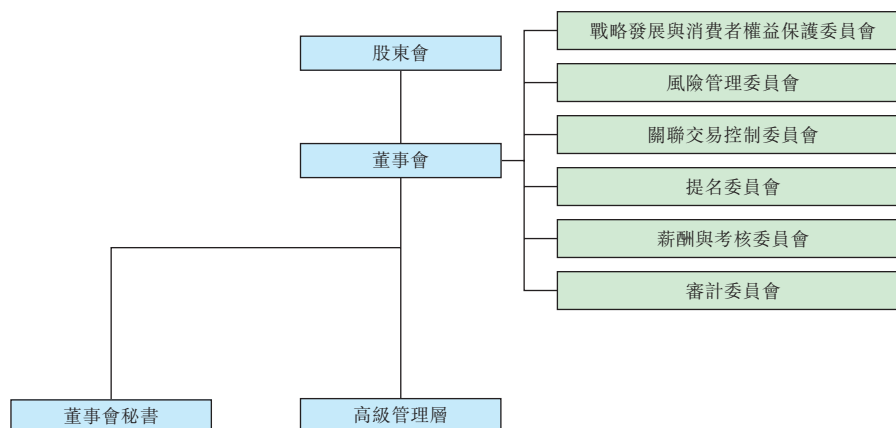 股東會
董事會
戰略發展與消費者權益保護委員會
風險管理委員會
關聯交易控制委員會
提名委員會
薪酬與考核委員會
審計委員會
董事會秘書
高級管理層